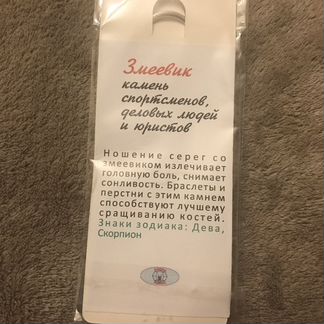 Змеевик
камень
спортсменов,
деловых людей
и юристов
Ношение серег со
змеевиком излечивает
головную боль, снимает
сонливость. Браслеты и
перстни с этим камнем
способствуют лучшему
сращиванию костей.
Знаки зодиака: Дева,
Скорпион